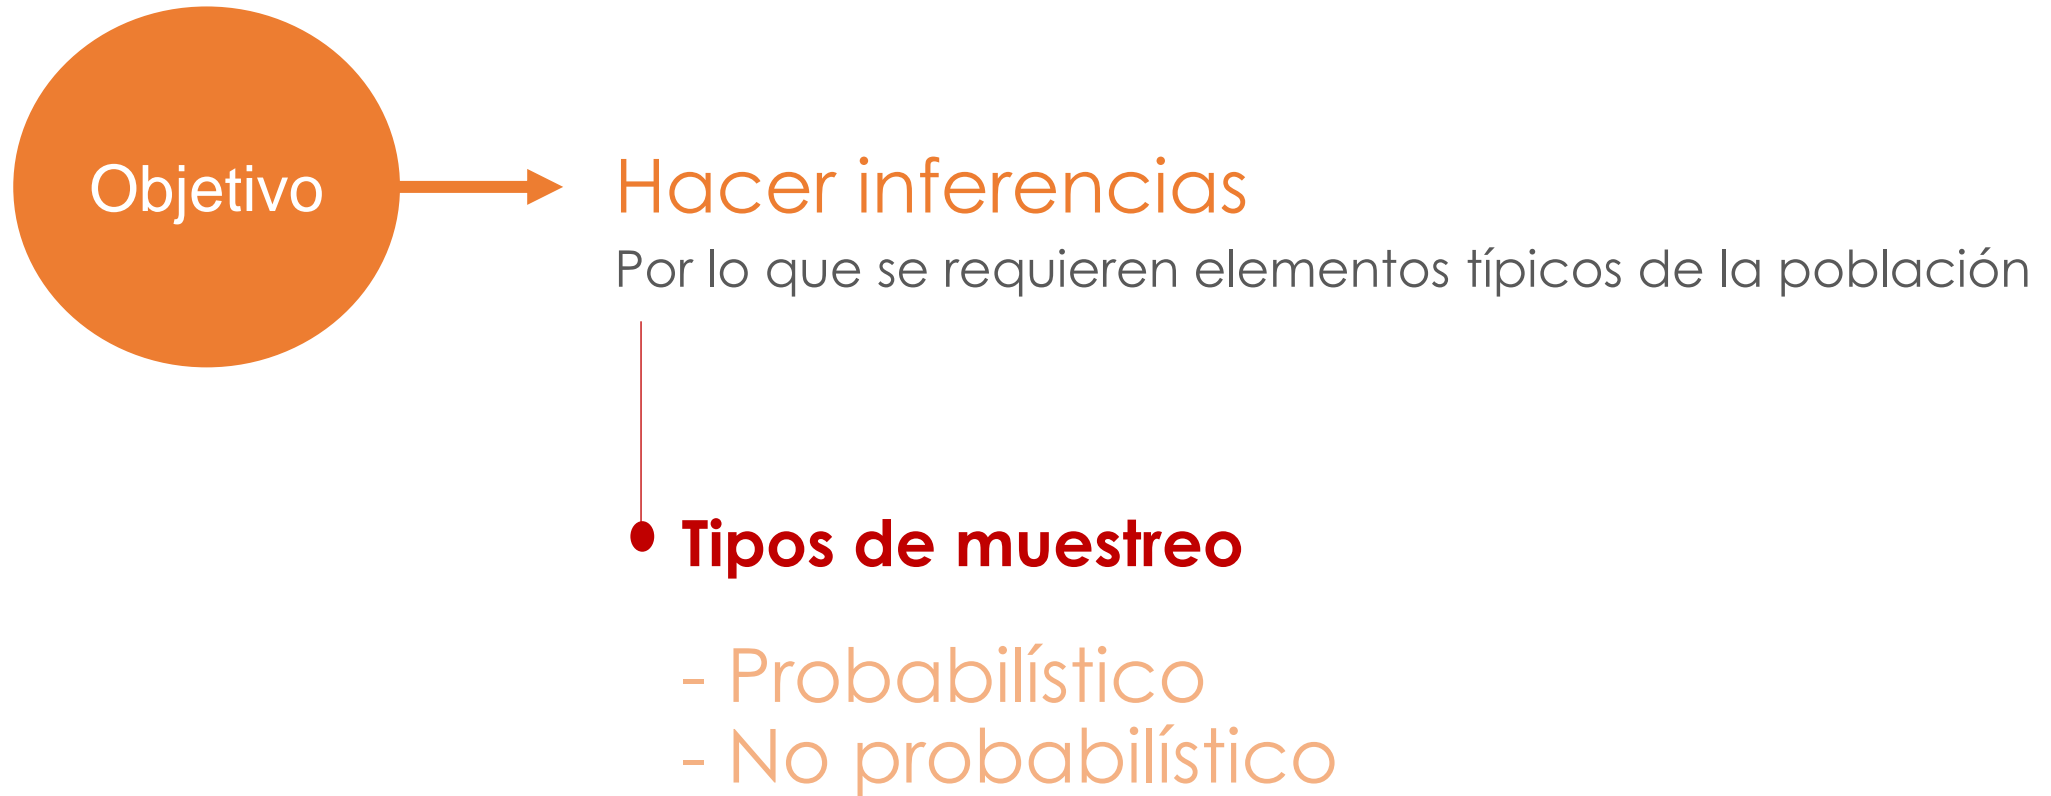 Objetivo
Hacer inferencias
Por lo que se requieren elementos típicos de la población
Tipos de muestreo
- Probabilístico
- No probabilístico